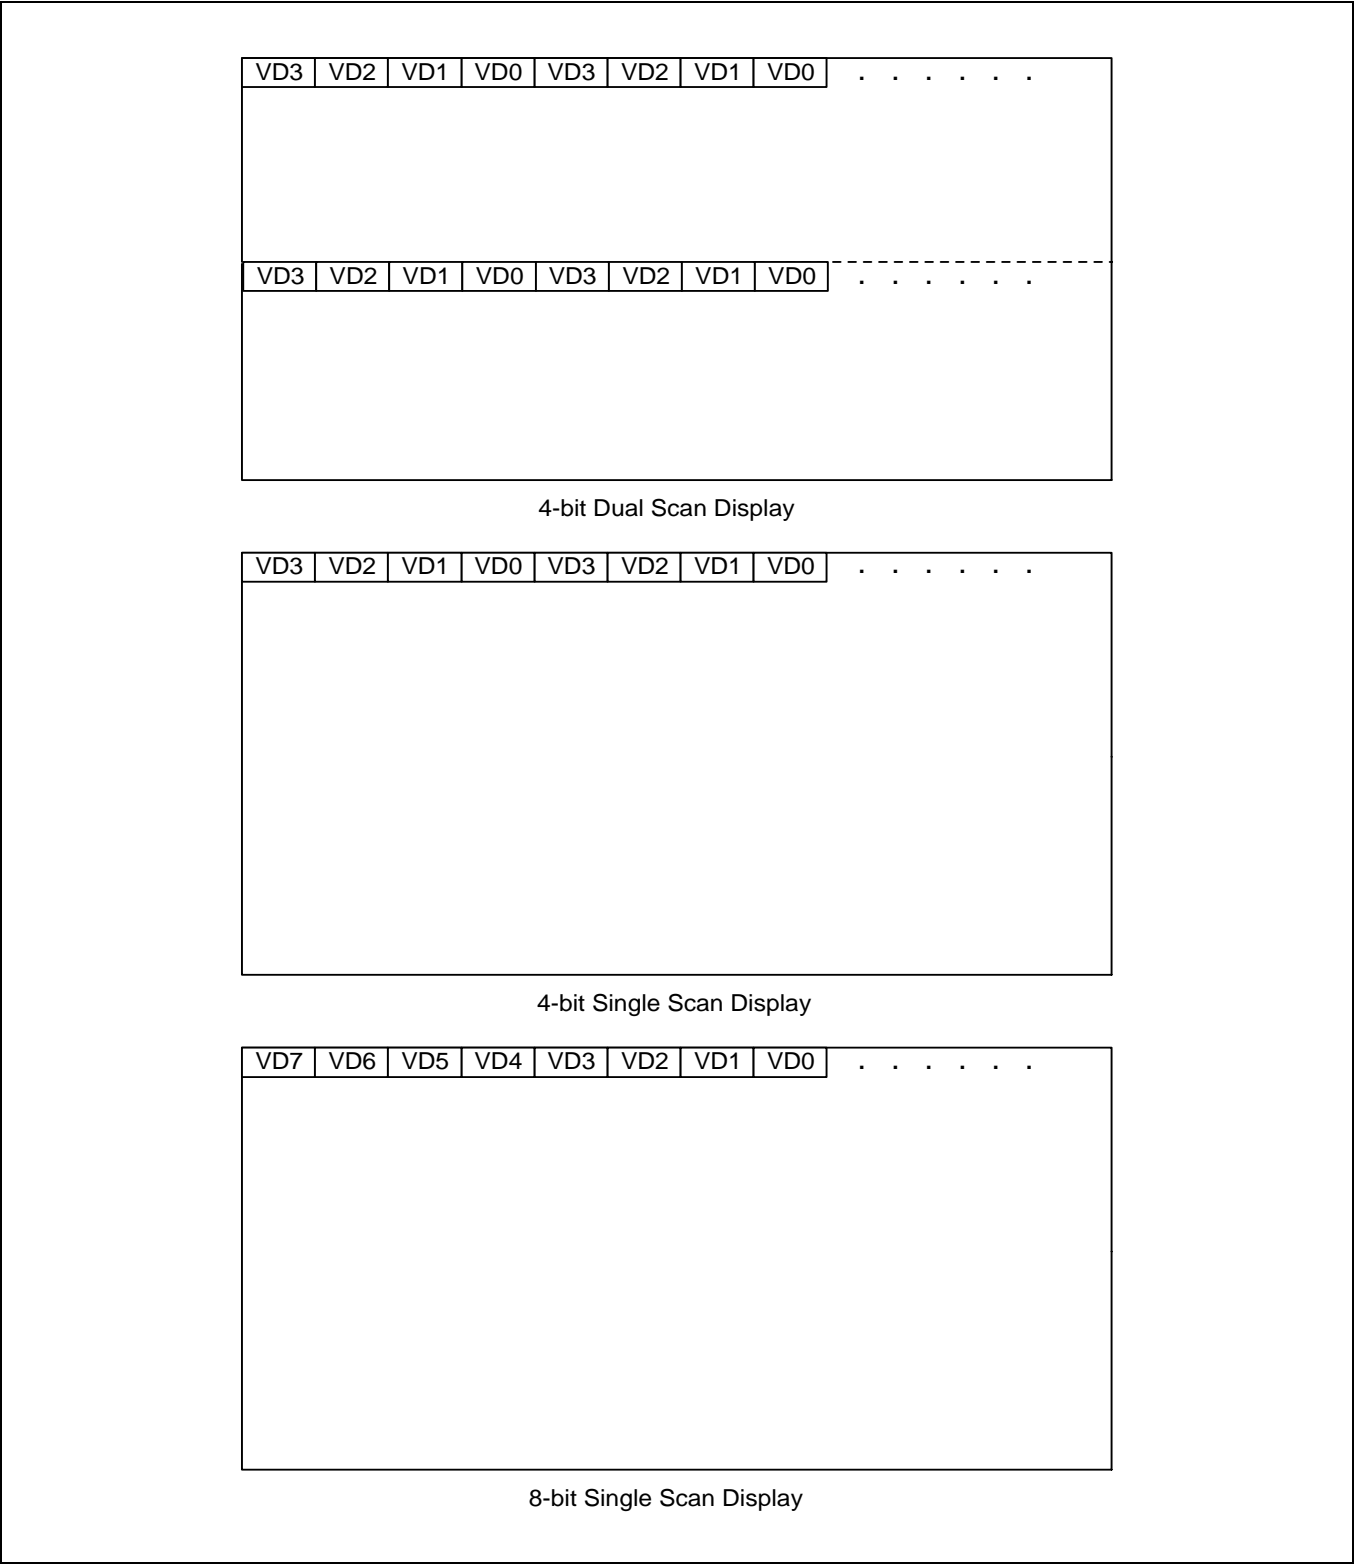 VD3 VD2 VD1 VD0 VD3 VD2 VD1 VD0 . . . . . .
VD3 VD2 VD1 VD0 VD3 VD2 VD1 VD0 . . . . . .
4-bit Dual Scan Display
VD3 VD2 VD1 VD0 VD3 VD2 VD1 VD0 . . . . . .
4-bit Single Scan Display
VD7 VD6 VD5 VD4 VD3 VD2 VD1 VD0 . . . . . .
8-bit Single Scan Display